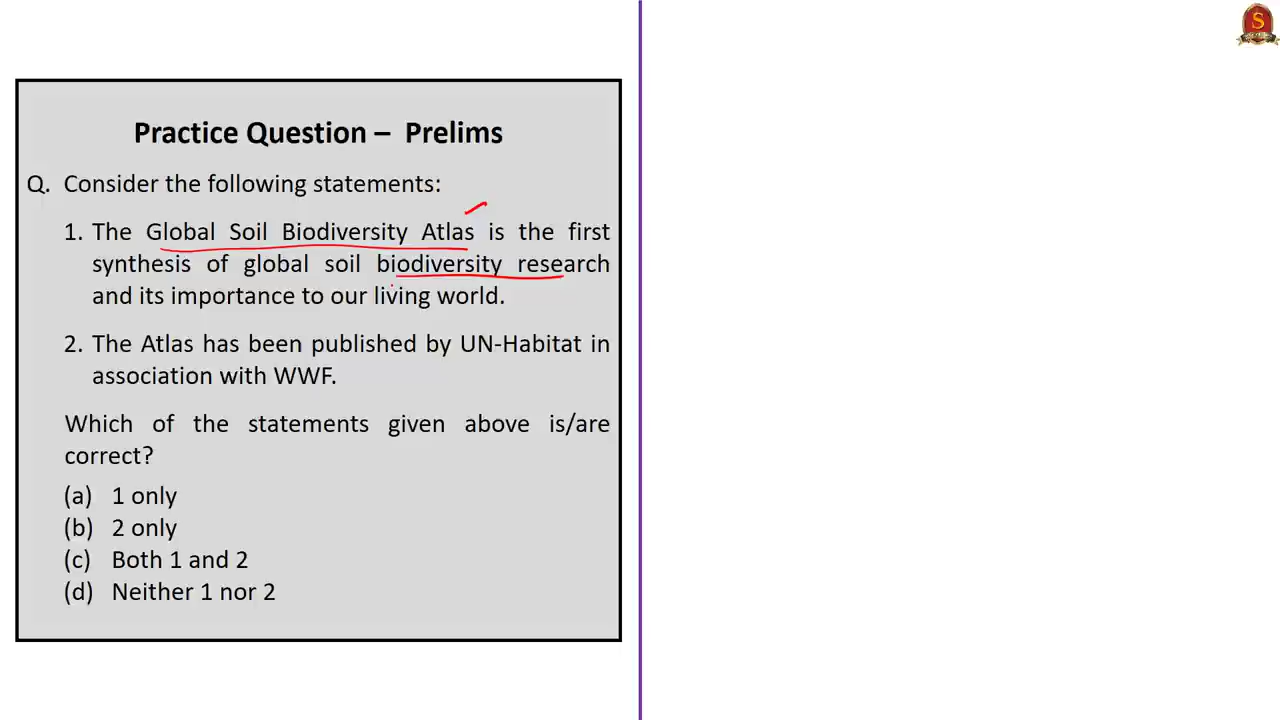 S
Practice Question – Prelims
Q. Consider the following statements:
1. The Global Soil Biodiversity Atlas is the first
synthesis of global soil biodiversity research
and its importance to our living world.
2. The Atlas has been published by UN-Habitat in
association with WWF.
Which of the statements given above is/are
correct?
(a) 1 only
(b) 2 only
(c) Both 1 and 2
(d) Neither 1 nor 2